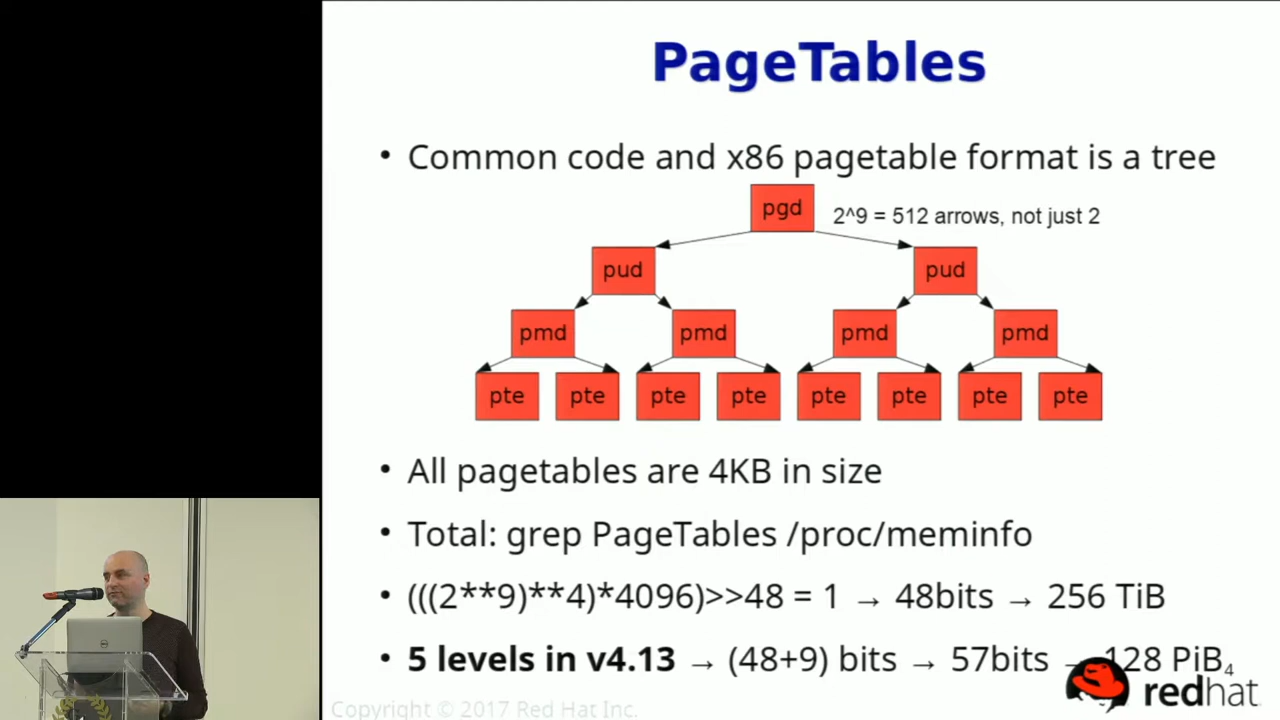 PageTables
• Common code and x86 pagetable format is a tree
pgd
2^9 = 512 arrows, not just 2
pud pud
pmd pmd pmd pmd
pte pte pte pte pte pte pte pte
• All pagetables are 4KB in size
• Total: grep PageTables /proc/meminfo
• (((2**9)**4)*4096)>>48 = 1 → 48bits → 256 TiB
• 5 levels in v4.13 → (48+9) bits → 57bits → 128 PiB
4
redhat
Copyright © 2017 Red Hat Inc.